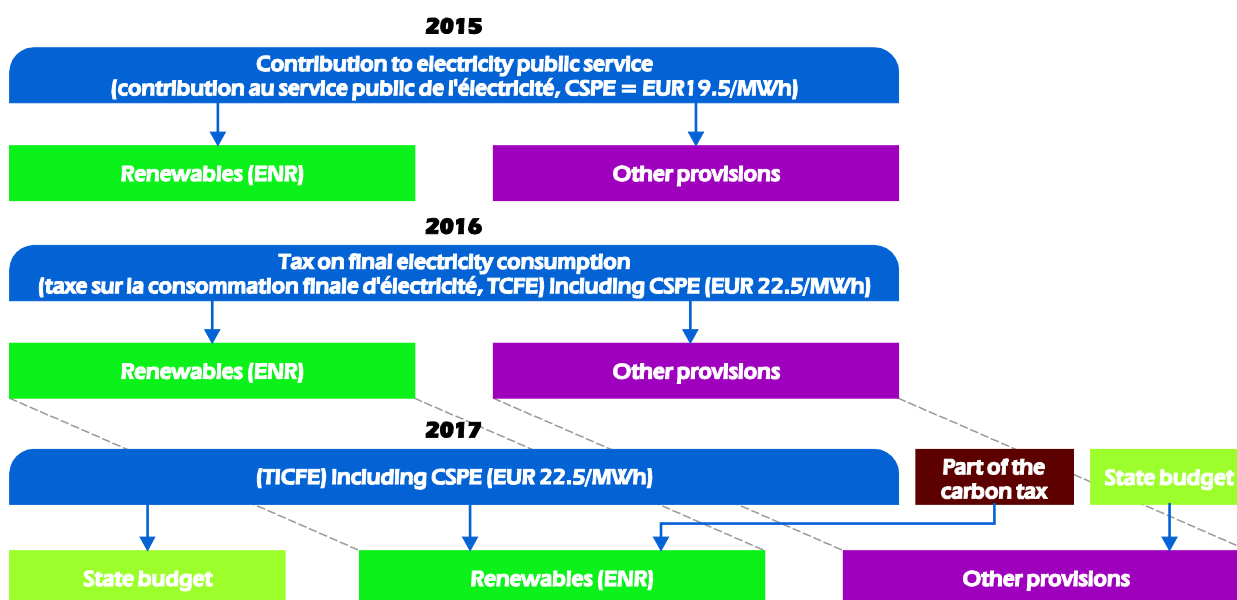 2015
Contribution to electricity public service
(contribution au service public de l'électricité, CSPE = EUR19.5/MWh)
Renewables (ENR)
Other provisions
2016
Tax on final electricity consumption
(taxe sur la consommation finale d'électricité, TCFE) Including CSPE (EUR 22.5/MWh)
Renewables (ENR)
Other provisions
2017
(TICFE) Including CSPE (EUR 22.5/MWh)
Part of the
carbon tax
State budget
State budget
Renewables (ENR)
Other provisions